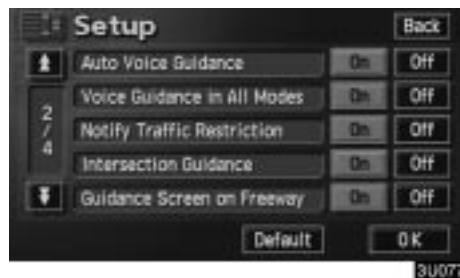 Setup
Back
Auto Voice Guidance On Off
Voice Guidance in All Modes On Off
2
/
4
Notify Traffic Restriction On Off
Intersection Guidance On Off
Guidance Screen on Freeway On Off
Default OK